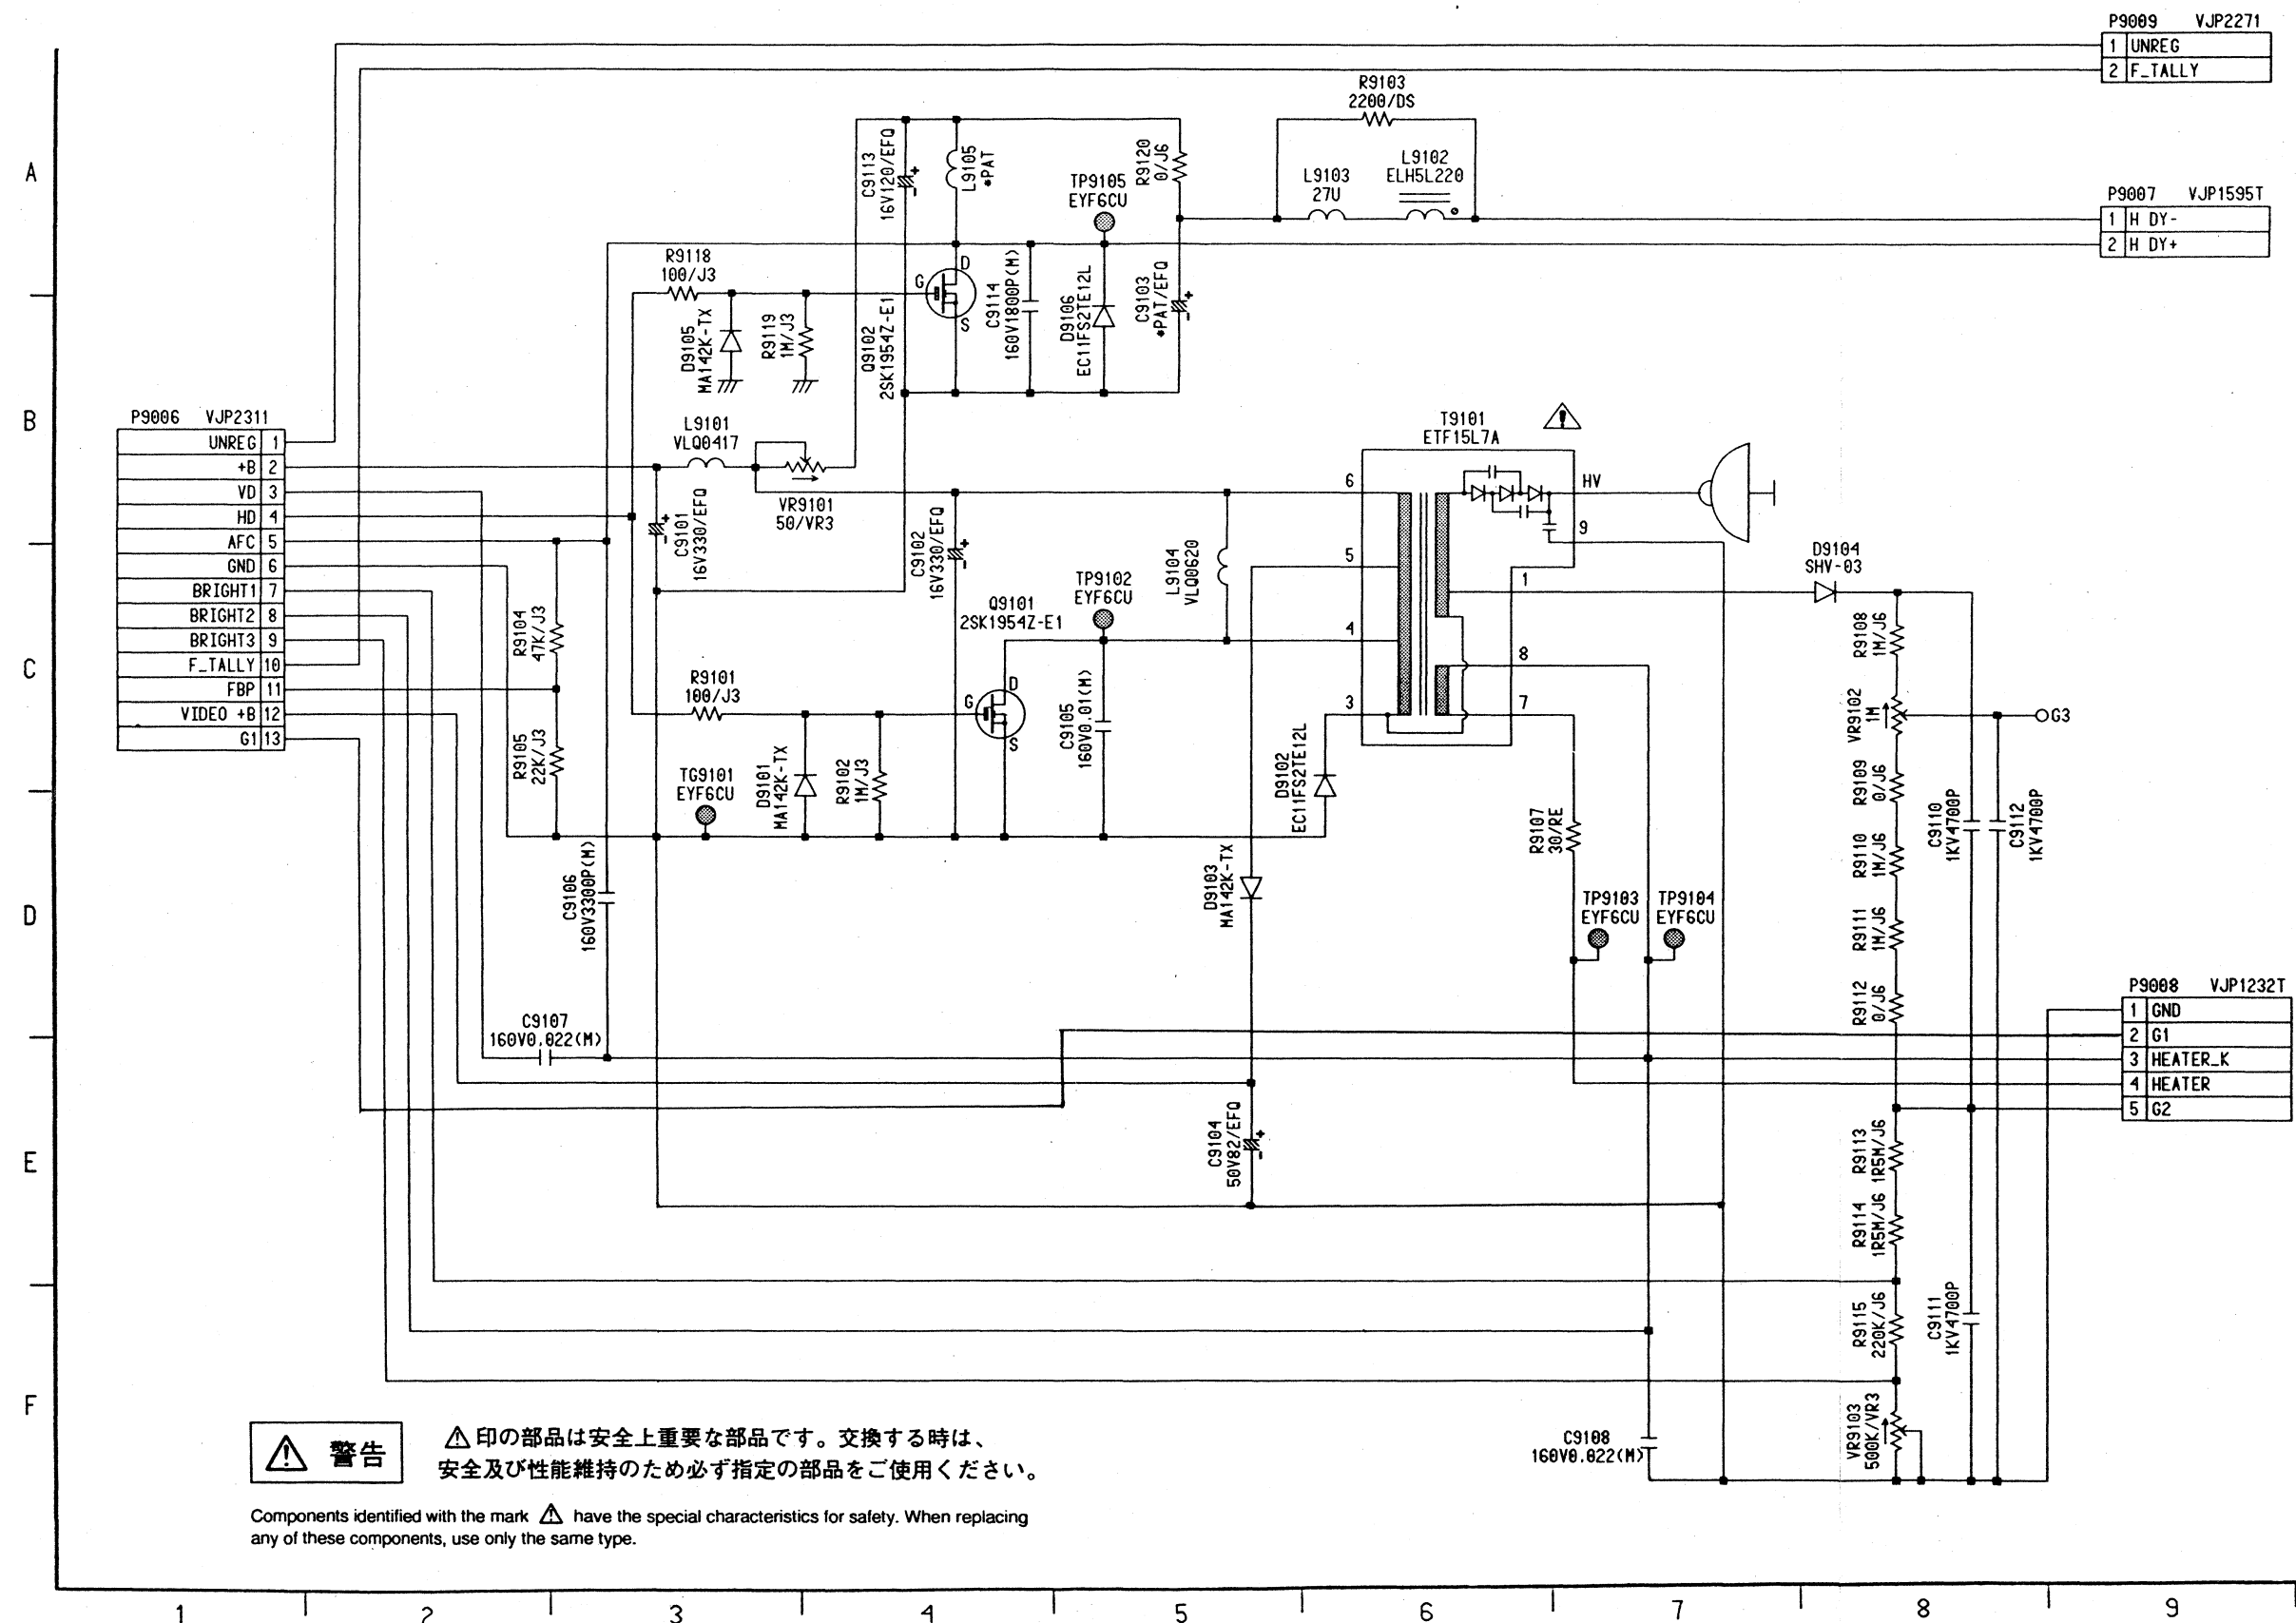 P9009 VJP2271
1 UNREG
2 F_TALLY
R9103
2200/DS
A
C9113
16V120/EFQ
L9105
*PAT
R9120
0/J6
TP9105
EYF6CU
L9103
27U
L9102
ELH5L220
P9007 VJP1595T
1 H DY-
2 H DY+
R9118
100/J3
D9105
MA142K-TX
R9119
1M/J3
Q9102
2SK1954Z-E1
G
D
S
C9114
160V1800P(M)
D9106
EC11FS2TE12L
C9103
*PAT/EFQ
B
P9006 VJP2311
UNREG 1
+B 2
VD 3
HD 4
AFC 5
GND 6
BRIGHT1 7
BRIGHT2 8
BRIGHT3 9
F_TALLY 10
FBP 11
VIDEO +B 12
G1 13
L9101
VLQ0417
VR9101
50/VR3
C9101
16V330/EFQ
C9102
16V330/EFQ
T9101
ETF15L7A
HV
6
5
4
3
9
1
8
7
L9104
VLQ0620
D9104
SHV-03
C
R9104
47K/J3
R9105
22K/J3
R9101
100/J3
Q9101
2SK1954Z-E1
G
D
S
TP9102
EYF6CU
C9105
160V0.01(M)
TG9101
EYF6CU
D9101
MA142K-TX
R9102
1M/J3
D9102
EC11FS2TE12L
R9108
1M/J6
VR9102
1M
G3
R9109
0/J6
R9110
1M/J6
R9111
1M/J6
R9112
0/J6
C9110
1KV4700P
C9112
1KV4700P
D
C9106
160V3300P(M)
D9103
MA142K-TX
R9107
30/RE
TP9103
EYF6CU
TP9104
EYF6CU
P9008 VJP1232T
1 GND
2 G1
3 HEATER_K
4 HEATER
5 G2
C9107
160V0.022(M)
E
C9104
50V82/EFQ
R9113
1R5M/J6
R9114
1R5M/J6
R9115
220K/J6
C9111
1KV4700P
F
C9108
160V0.022(M)
VR9103
500K/VR3
⚠ 警告
⚠印の部品は安全上重要な部品です。交換する時は、
安全及び性能維持のため必ず指定の部品をご使用ください。
Components identified with the mark ⚠ have the special characteristics for safety. When replacing
any of these components, use only the same type.
1 2 3 4 5 6 7 8 9